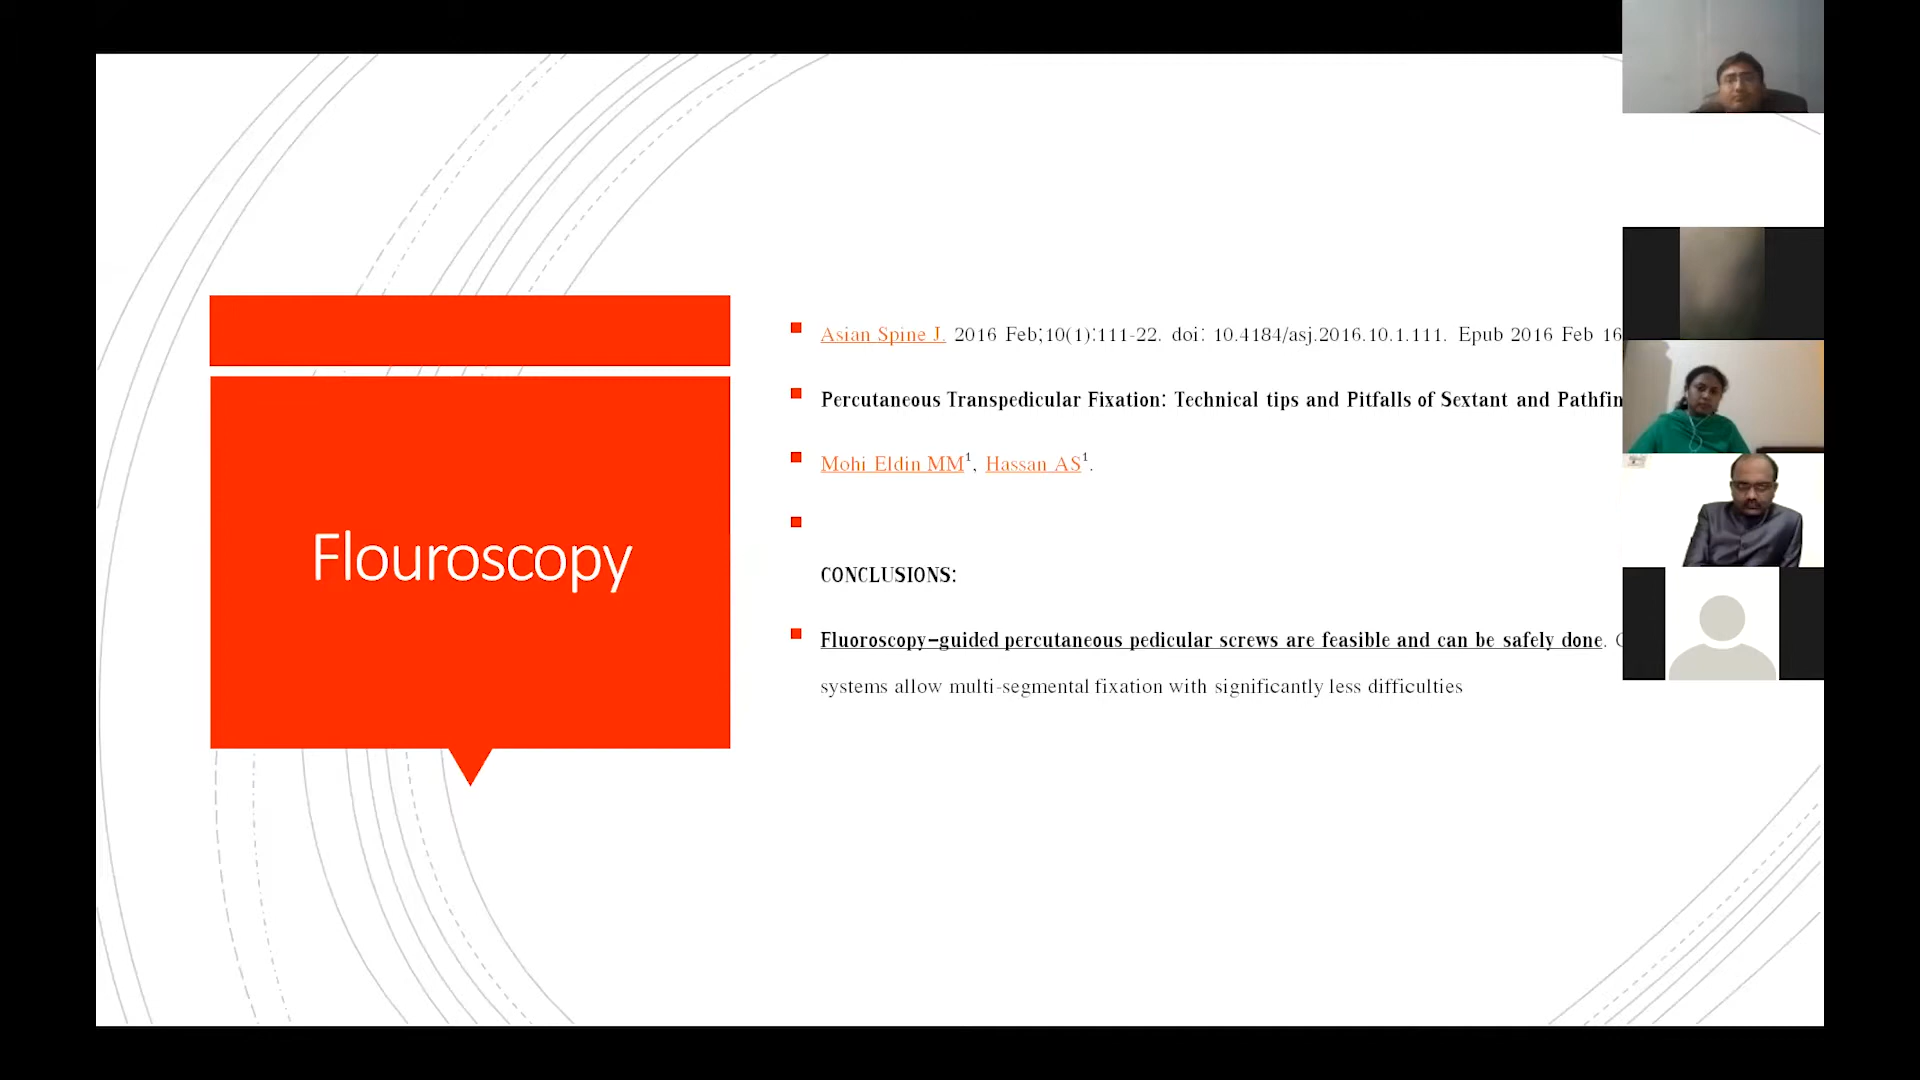 Flouroscopy
Asian Spine J. 2016 Feb;10(1):111-22. doi: 10.4184/asj.2016.10.1.111. Epub 2016 Feb 16
Percutaneous Transpedicular Fixation: Technical tips and Pitfalls of Sextant and
Mohi Eldin MM1, Hassan AS1.
CONCLUSIONS:
Fluoroscopy-guided percutaneous pedicular screws are feasible and can be safely done.
systems allow multi-segmental fixation with significantly less difficulties